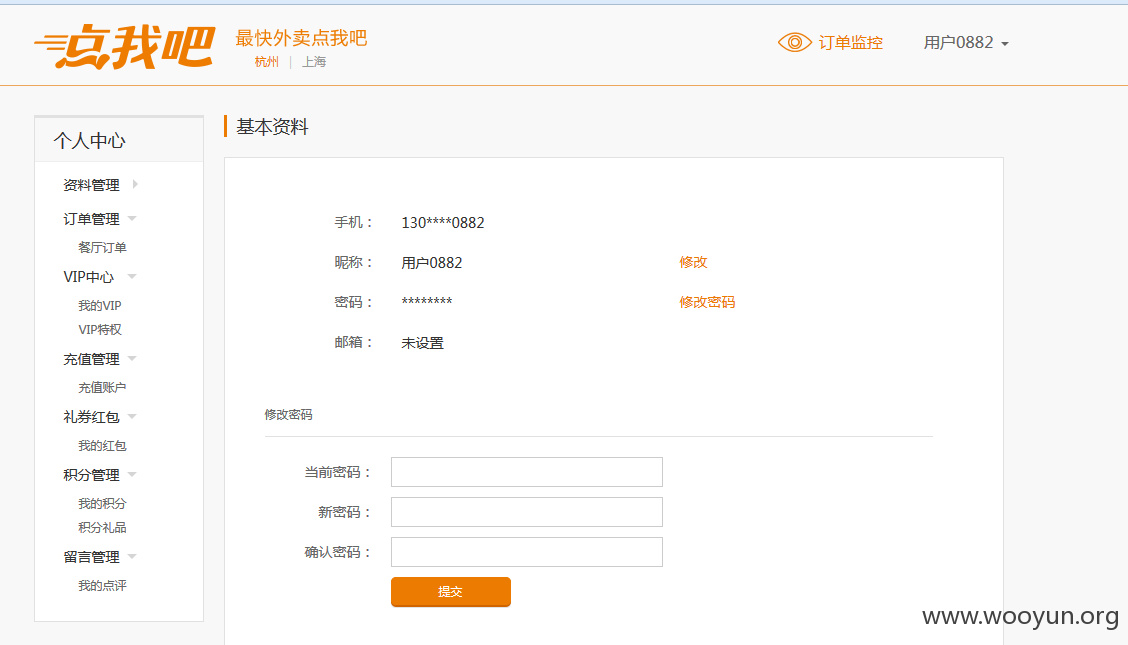 点我吧
最快外卖点我吧
杭州 | 上海
订单监控
用户0882
个人中心
资料管理
订单管理
餐厅订单
VIP中心
我的VIP
VIP特权
充值管理
充值账户
礼券红包
我的红包
积分管理
我的积分
积分礼品
留言管理
我的点评
基本资料
手机： 130****0882
昵称： 用户0882 修改
密码： ******** 修改密码
邮箱： 未设置
修改密码
当前密码：
新密码：
确认密码：
提交
www.wooyun.org